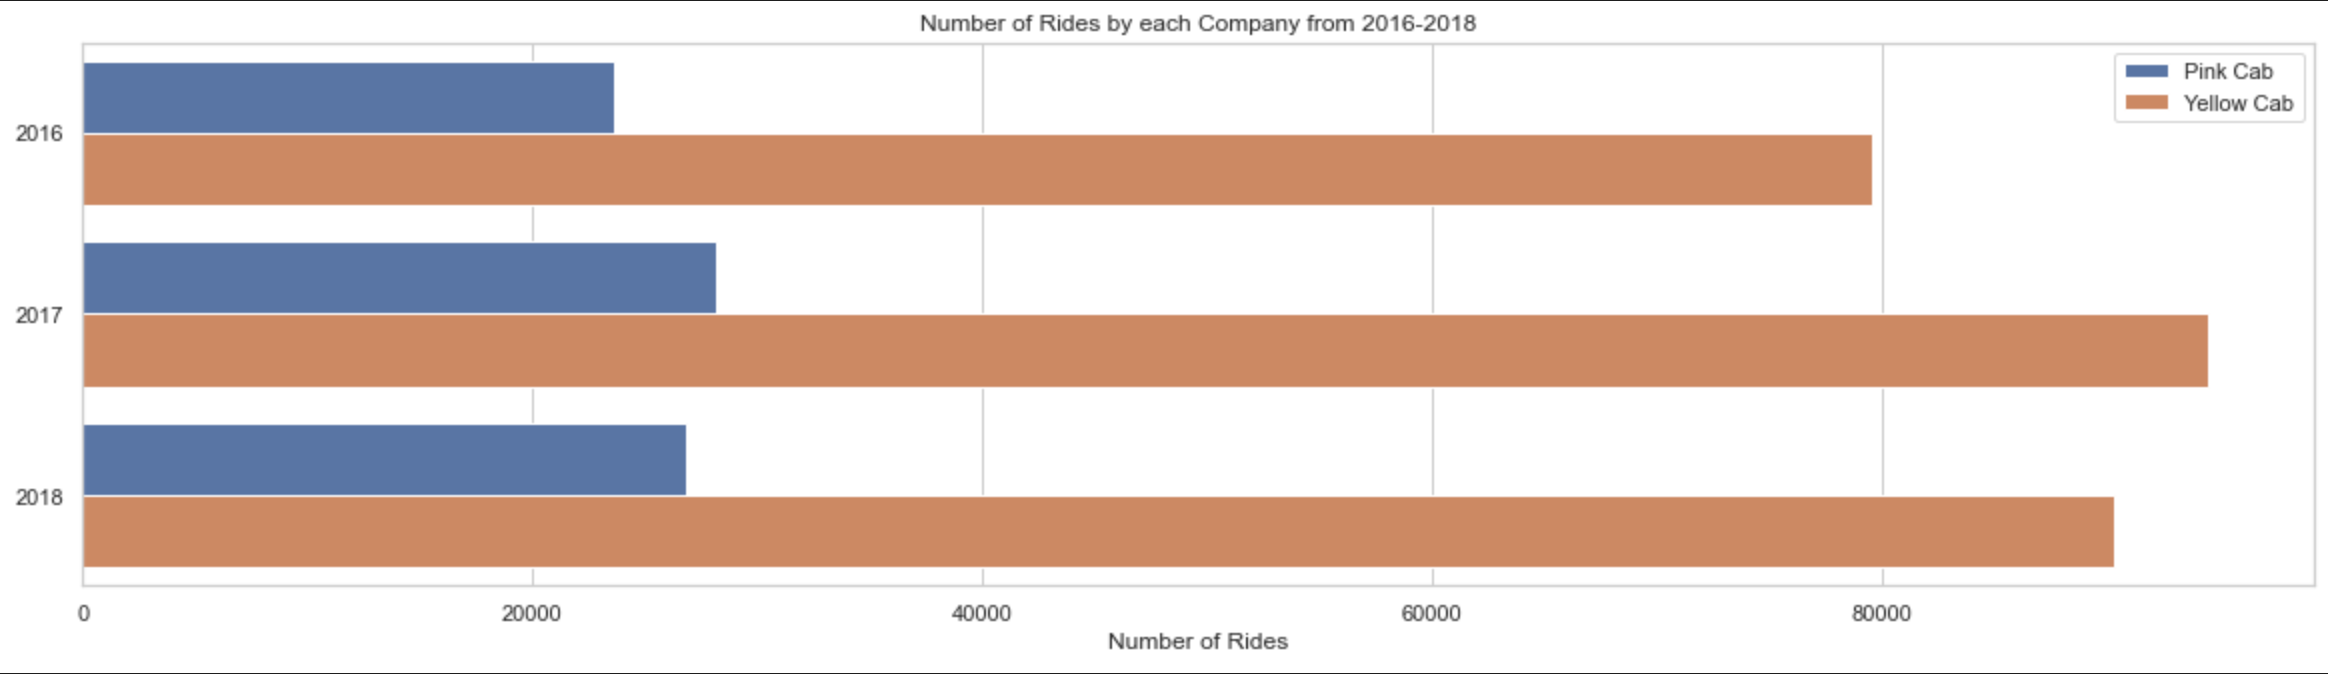 Number of Rides by each Company from 2016-2018
Pink Cab
Yellow Cab
2016
2017
2018
0 20000 40000 60000 80000
Number of Rides